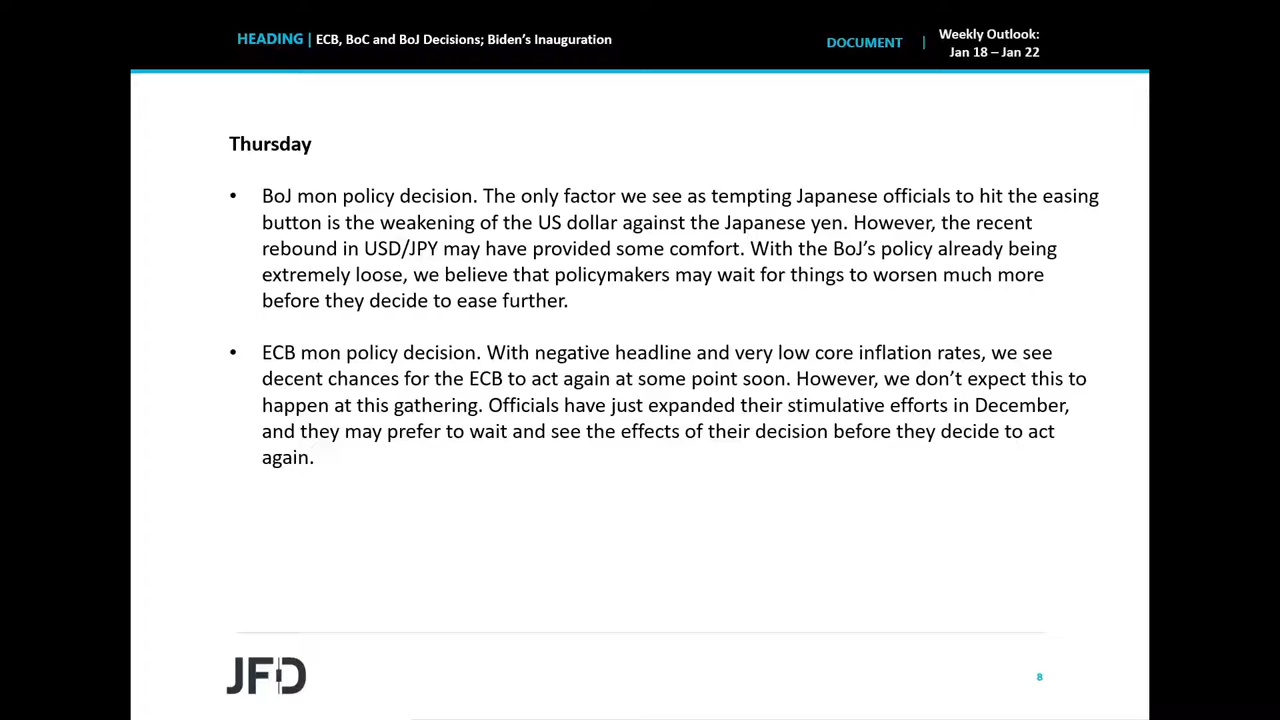 HEADING | ECB, BoC and BoJ Decisions; Biden's Inauguration
DOCUMENT | Weekly Outlook:
Jan 18 – Jan 22
Thursday
• BoJ mon policy decision. The only factor we see as tempting Japanese officials to hit the easing
button is the weakening of the US dollar against the Japanese yen. However, the recent
rebound in USD/JPY may have provided some comfort. With the BoJ's policy already being
extremely loose, we believe that policymakers may wait for things to worsen much more
before they decide to ease further.
• ECB mon policy decision. With negative headline and very low core inflation rates, we see
decent chances for the ECB to act again at some point soon. However, we don't expect this to
happen at this gathering. Officials have just expanded their stimulative efforts in December,
and they may prefer to wait and see the effects of their decision before they decide to act
again.
JFD
8